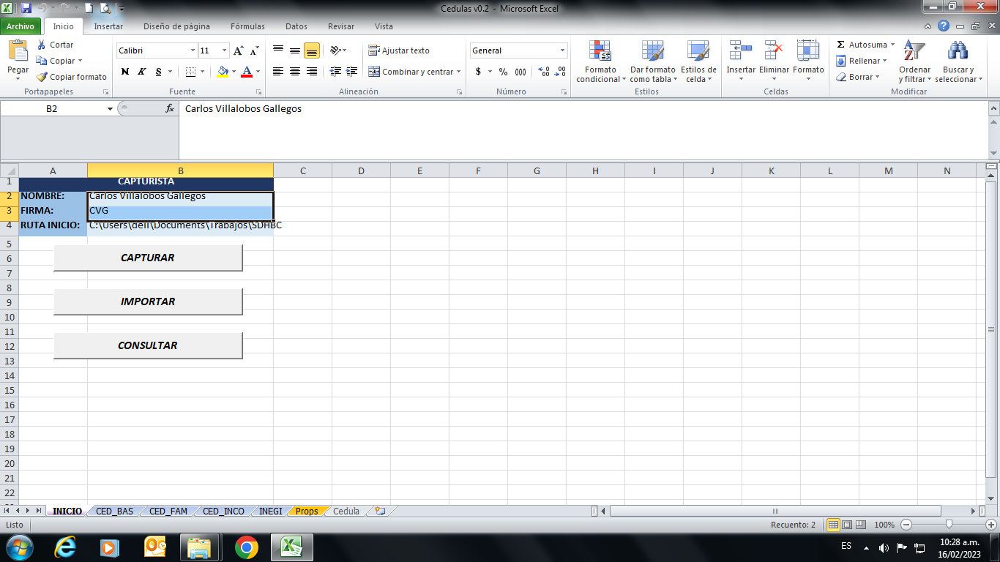 Cedulas v0.2 - Microsoft Excel
Archivo Inicio Insertar Diseño de página Fórmulas Datos Revisar Vista
Pegar Cortar
Copiar
Copiar formato
Portapapeles
Calibri 11
N K S
Fuente
Ajustar texto
Combinar y centrar
Alineación
General
$ % 000
Número
Formato condicional
Dar formato como tabla
Estilos de celda
Estilos
Insertar Eliminar Formato
Celdas
Autosuma
Rellenar
Borrar
Ordenar y filtrar
Buscar y seleccionar
Modificar
B2 fx Carlos Villalobos Gallegos
A B C D E F G H I J K L M N
1 CAPTURISTA
2 NOMBRE: Carlos Villalobos Gallegos
3 FIRMA: CVG
4 RUTA INICIO: C:\Users\dell\Documents\Trabajos\SDHBC
5
6 CAPTURAR
7
8
9 IMPORTAR
10
11
12 CONSULTAR
13
14
15
16
17
18
19
20
21
22
INICIO CED_BAS CED_FAM CED_INCO INEGI Props Cedula
Listo Recuento: 2 100%
ES 10:28 a.m.
16/02/2023